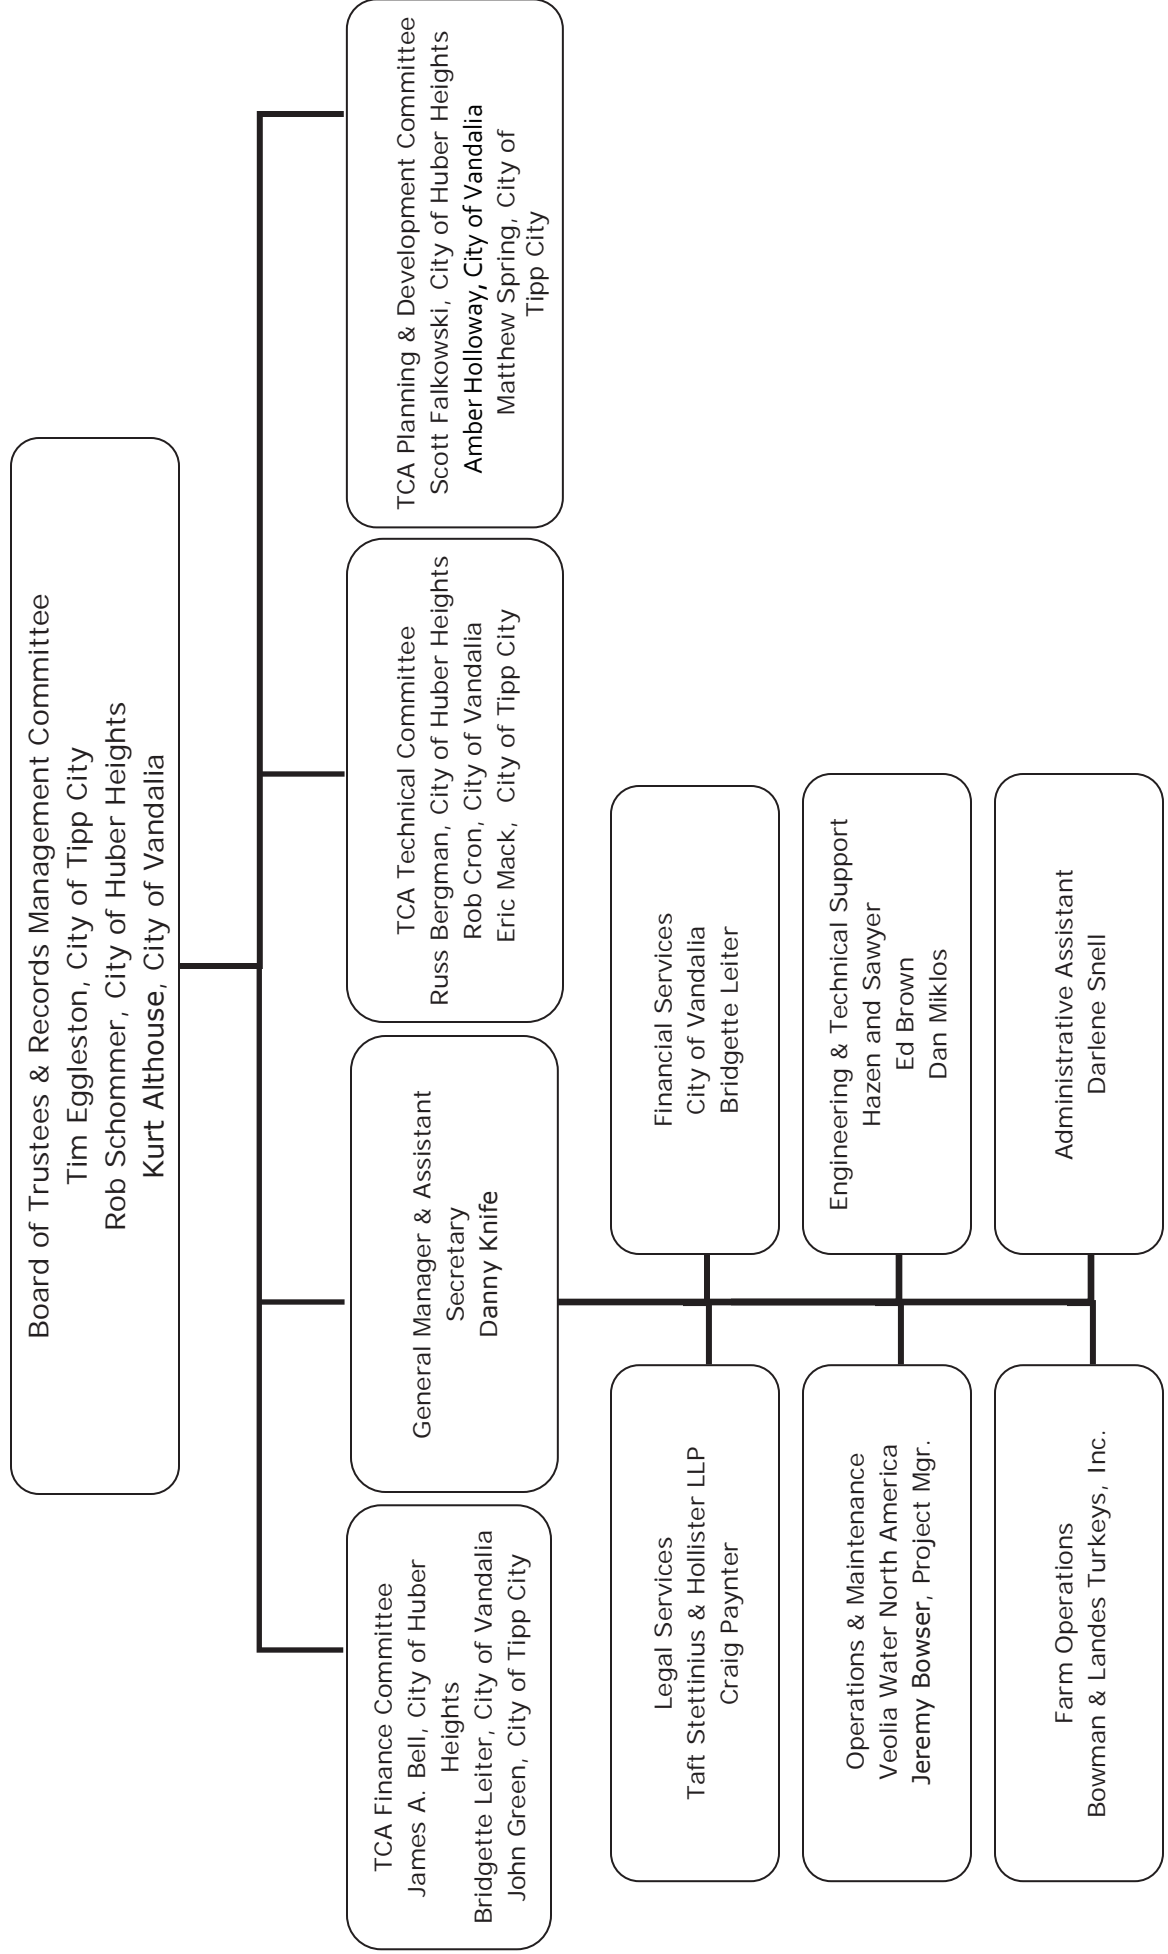 Board of Trustees & Records Management Committee
Tim Eggleston, City of Tipp City
Rob Schommer, City of Huber Heights
Kurt Althouse, City of Vandalia
TCA Finance Committee
James A. Bell, City of Huber
Heights
Bridgette Leiter, City of Vandalia
John Green, City of Tipp City
General Manager & Assistant
Secretary
Danny Knife
TCA Technical Committee
Russ Bergman, City of Huber Heights
Rob Cron, City of Vandalia
Eric Mack, City of Tipp City
TCA Planning & Development Committee
Scott Falkowski, City of Huber Heights
Amber Holloway, City of Vandalia
Matthew Spring, City of
Tipp City
Legal Services
Taft Stettinius & Hollister LLP
Craig Paynter
Financial Services
City of Vandalia
Bridgette Leiter
Operations & Maintenance
Veolia Water North America
Jeremy Bowser, Project Mgr.
Engineering & Technical Support
Hazen and Sawyer
Ed Brown
Dan Miklos
Farm Operations
Bowman & Landes Turkeys, Inc.
Administrative Assistant
Darlene Snell